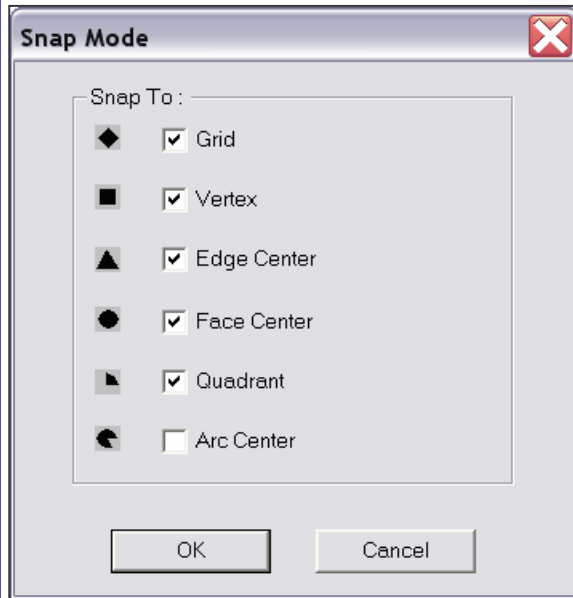 Snap Mode
Snap To :
Grid
Vertex
Edge Center
Face Center
Quadrant
Arc Center
OK Cancel